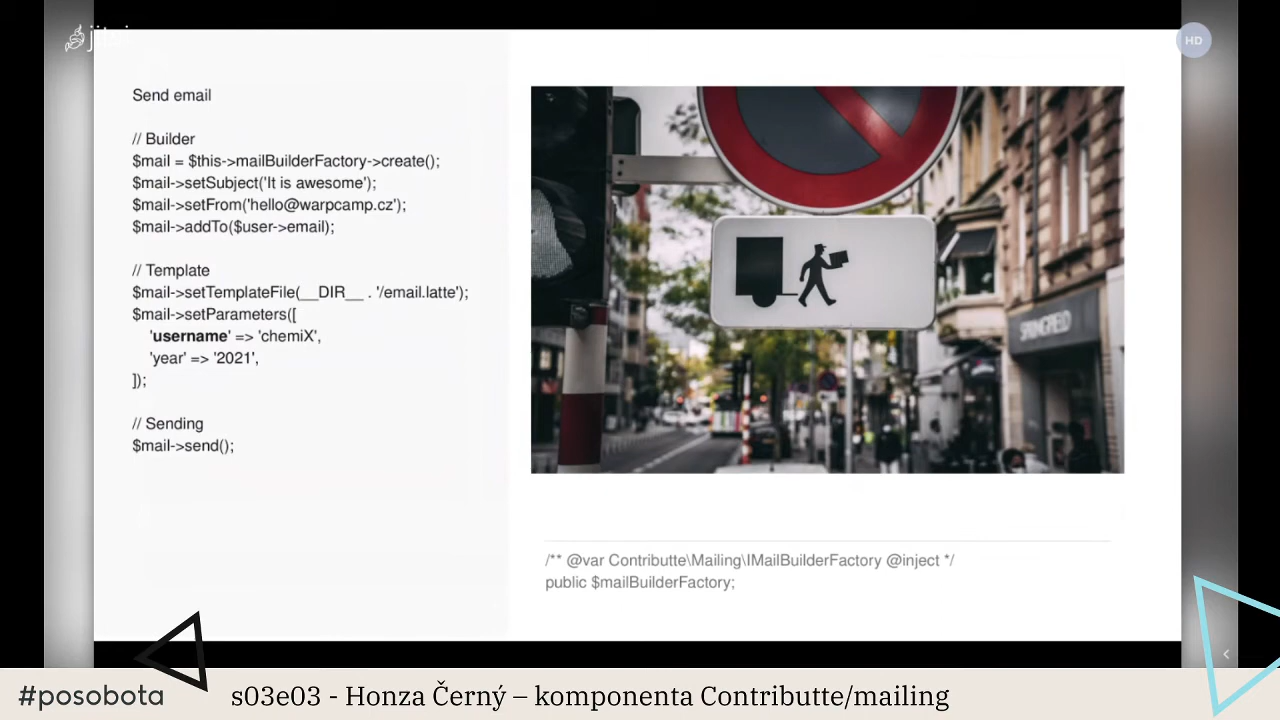 jitsi
HD
Send email
// Builder
$mail = $this->mailBuilderFactory->create();
$mail->setSubject('It is awesome');
$mail->setFrom('hello@warpcamp.cz');
$mail->addTo($user->email);
// Template
$mail->setTemplateFile(__DIR__ . '/email.latte');
$mail->setParameters([
'username' => 'chemiX',
'year' => '2021',
]);
// Sending
$mail->send();
SPRINGFIELD
/** @var Contributte\Mailing\IMailBuilderFactory @inject */
public $mailBuilderFactory;
#posobota
s03e03 - Honza Černý – komponenta Contributte/mailing